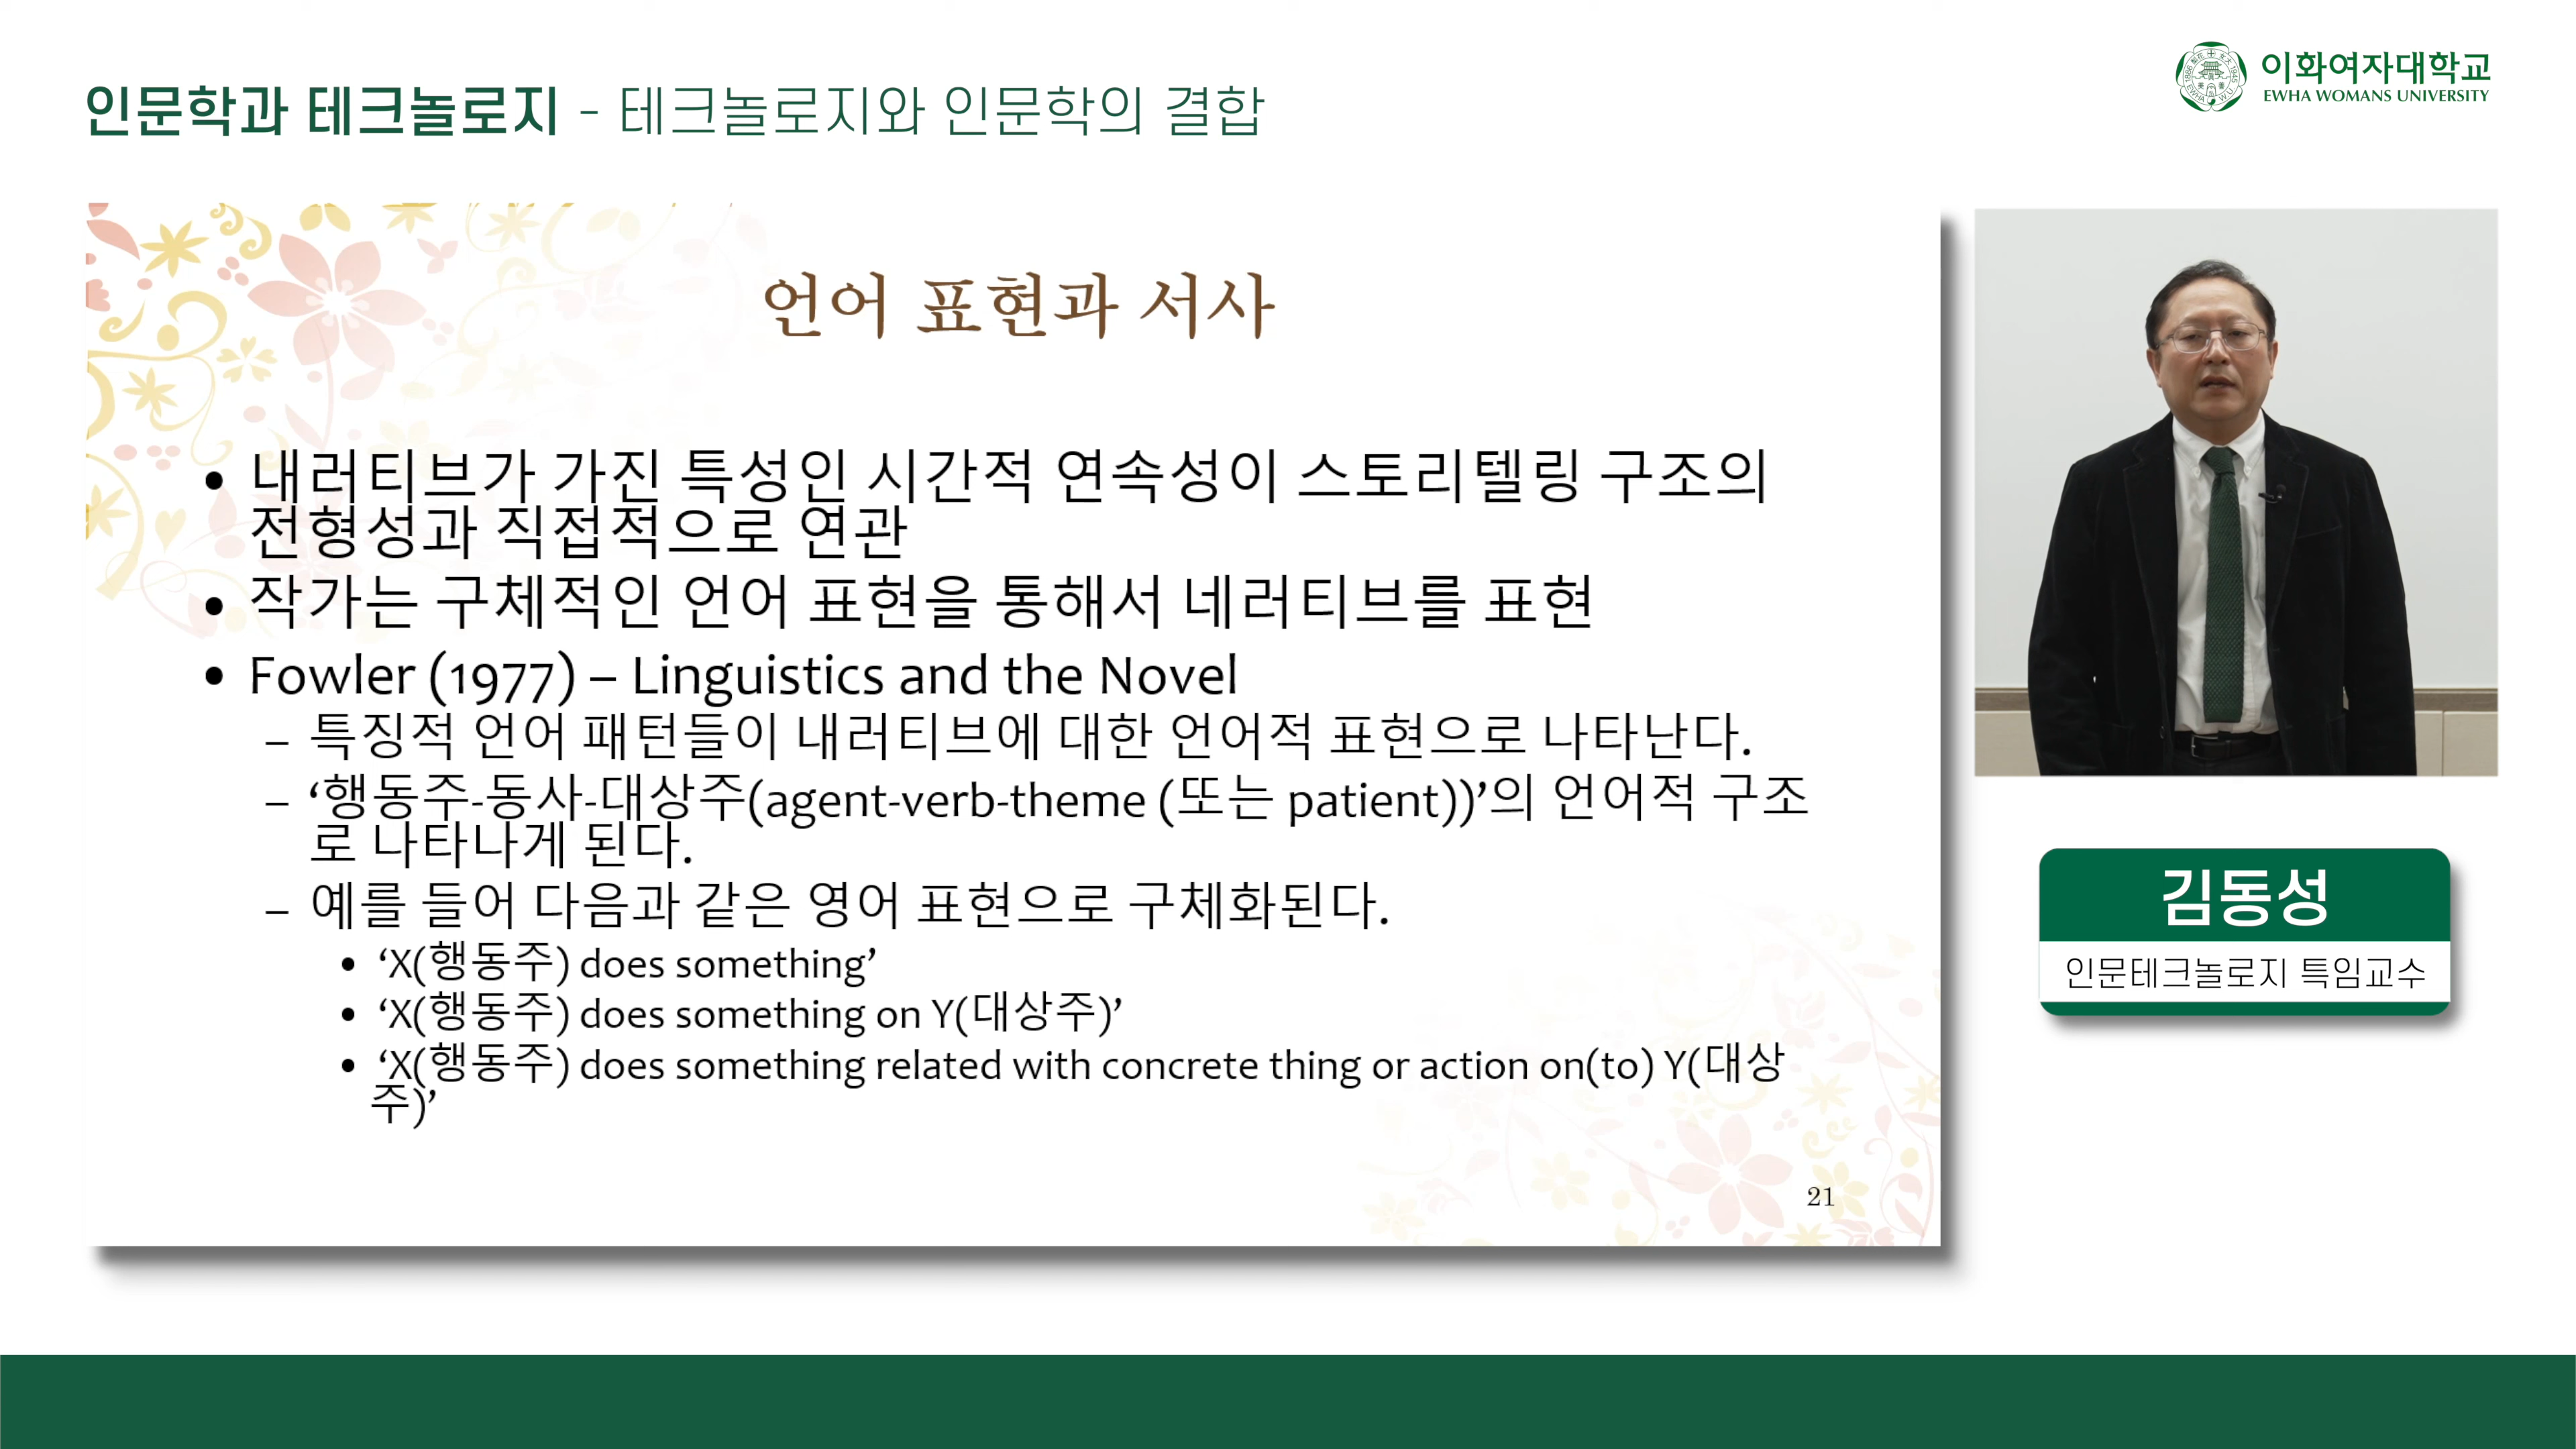 인문학과 테크놀로지 - 테크놀로지와 인문학의 결합
이화여자대학교
EWHA WOMANS UNIVERSITY
언어 표현과 서사
• 내러티브가 가진 특성인 시간적 연속성이 스토리텔링 구조의
전형성과 직접적으로 연관
• 작가는 구체적인 언어 표현을 통해서 네러티브를 표현
• Fowler (1977) – Linguistics and the Novel
– 특징적 언어 패턴들이 내러티브에 대한 언어적 표현으로 나타난다.
– ‘행동주-동사-대상주(agent-verb-theme (또는 patient))’의 언어적 구조
로 나타나게 된다.
– 예를 들어 다음과 같은 영어 표현으로 구체화된다.
• ‘X(행동주) does something’
• ‘X(행동주) does something on Y(대상주)’
• ‘X(행동주) does something related with concrete thing or action on(to) Y(대상
주)’
21
김동성
인문테크놀로지 특임교수